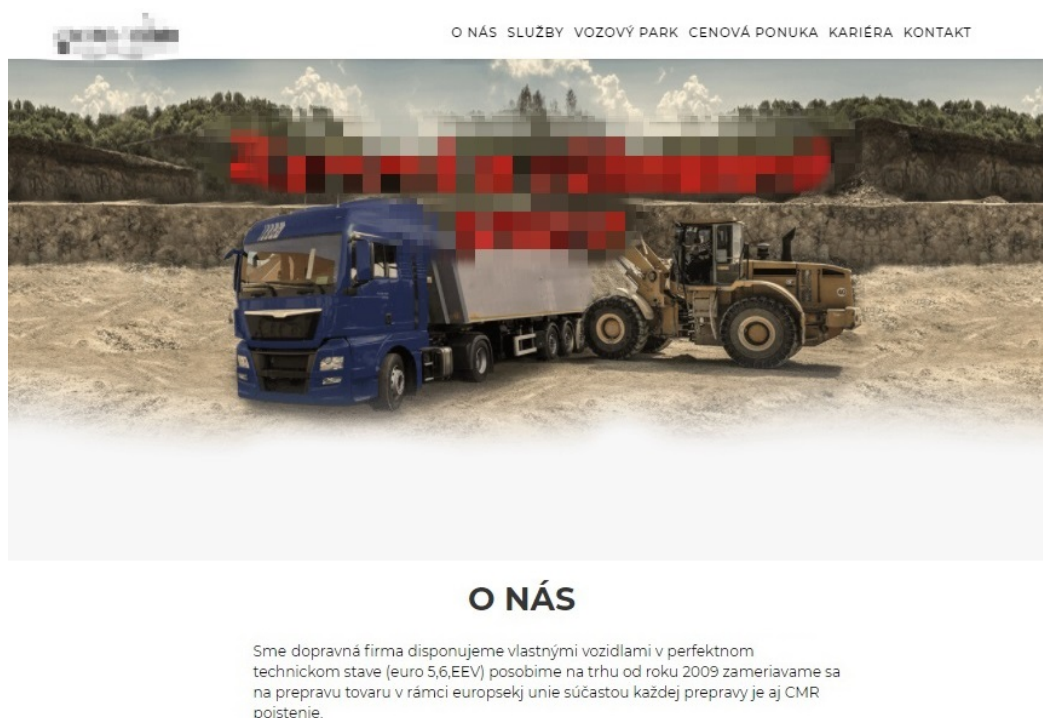 O NÁS SLUŽBY VOZOVÝ PARK CENOVÁ PONUKA KARIÉRA KONTAKT
O NÁS
Sme dopravná firma disponujeme vlastnými vozidlami v perfektnom
technickom stave (euro 5,6,EEV) posobime na trhu od roku 2009 zameriavame sa
na prepravu tovaru v rámci europsekj unie súčastou každej prepravy je aj CMR
poistenie.